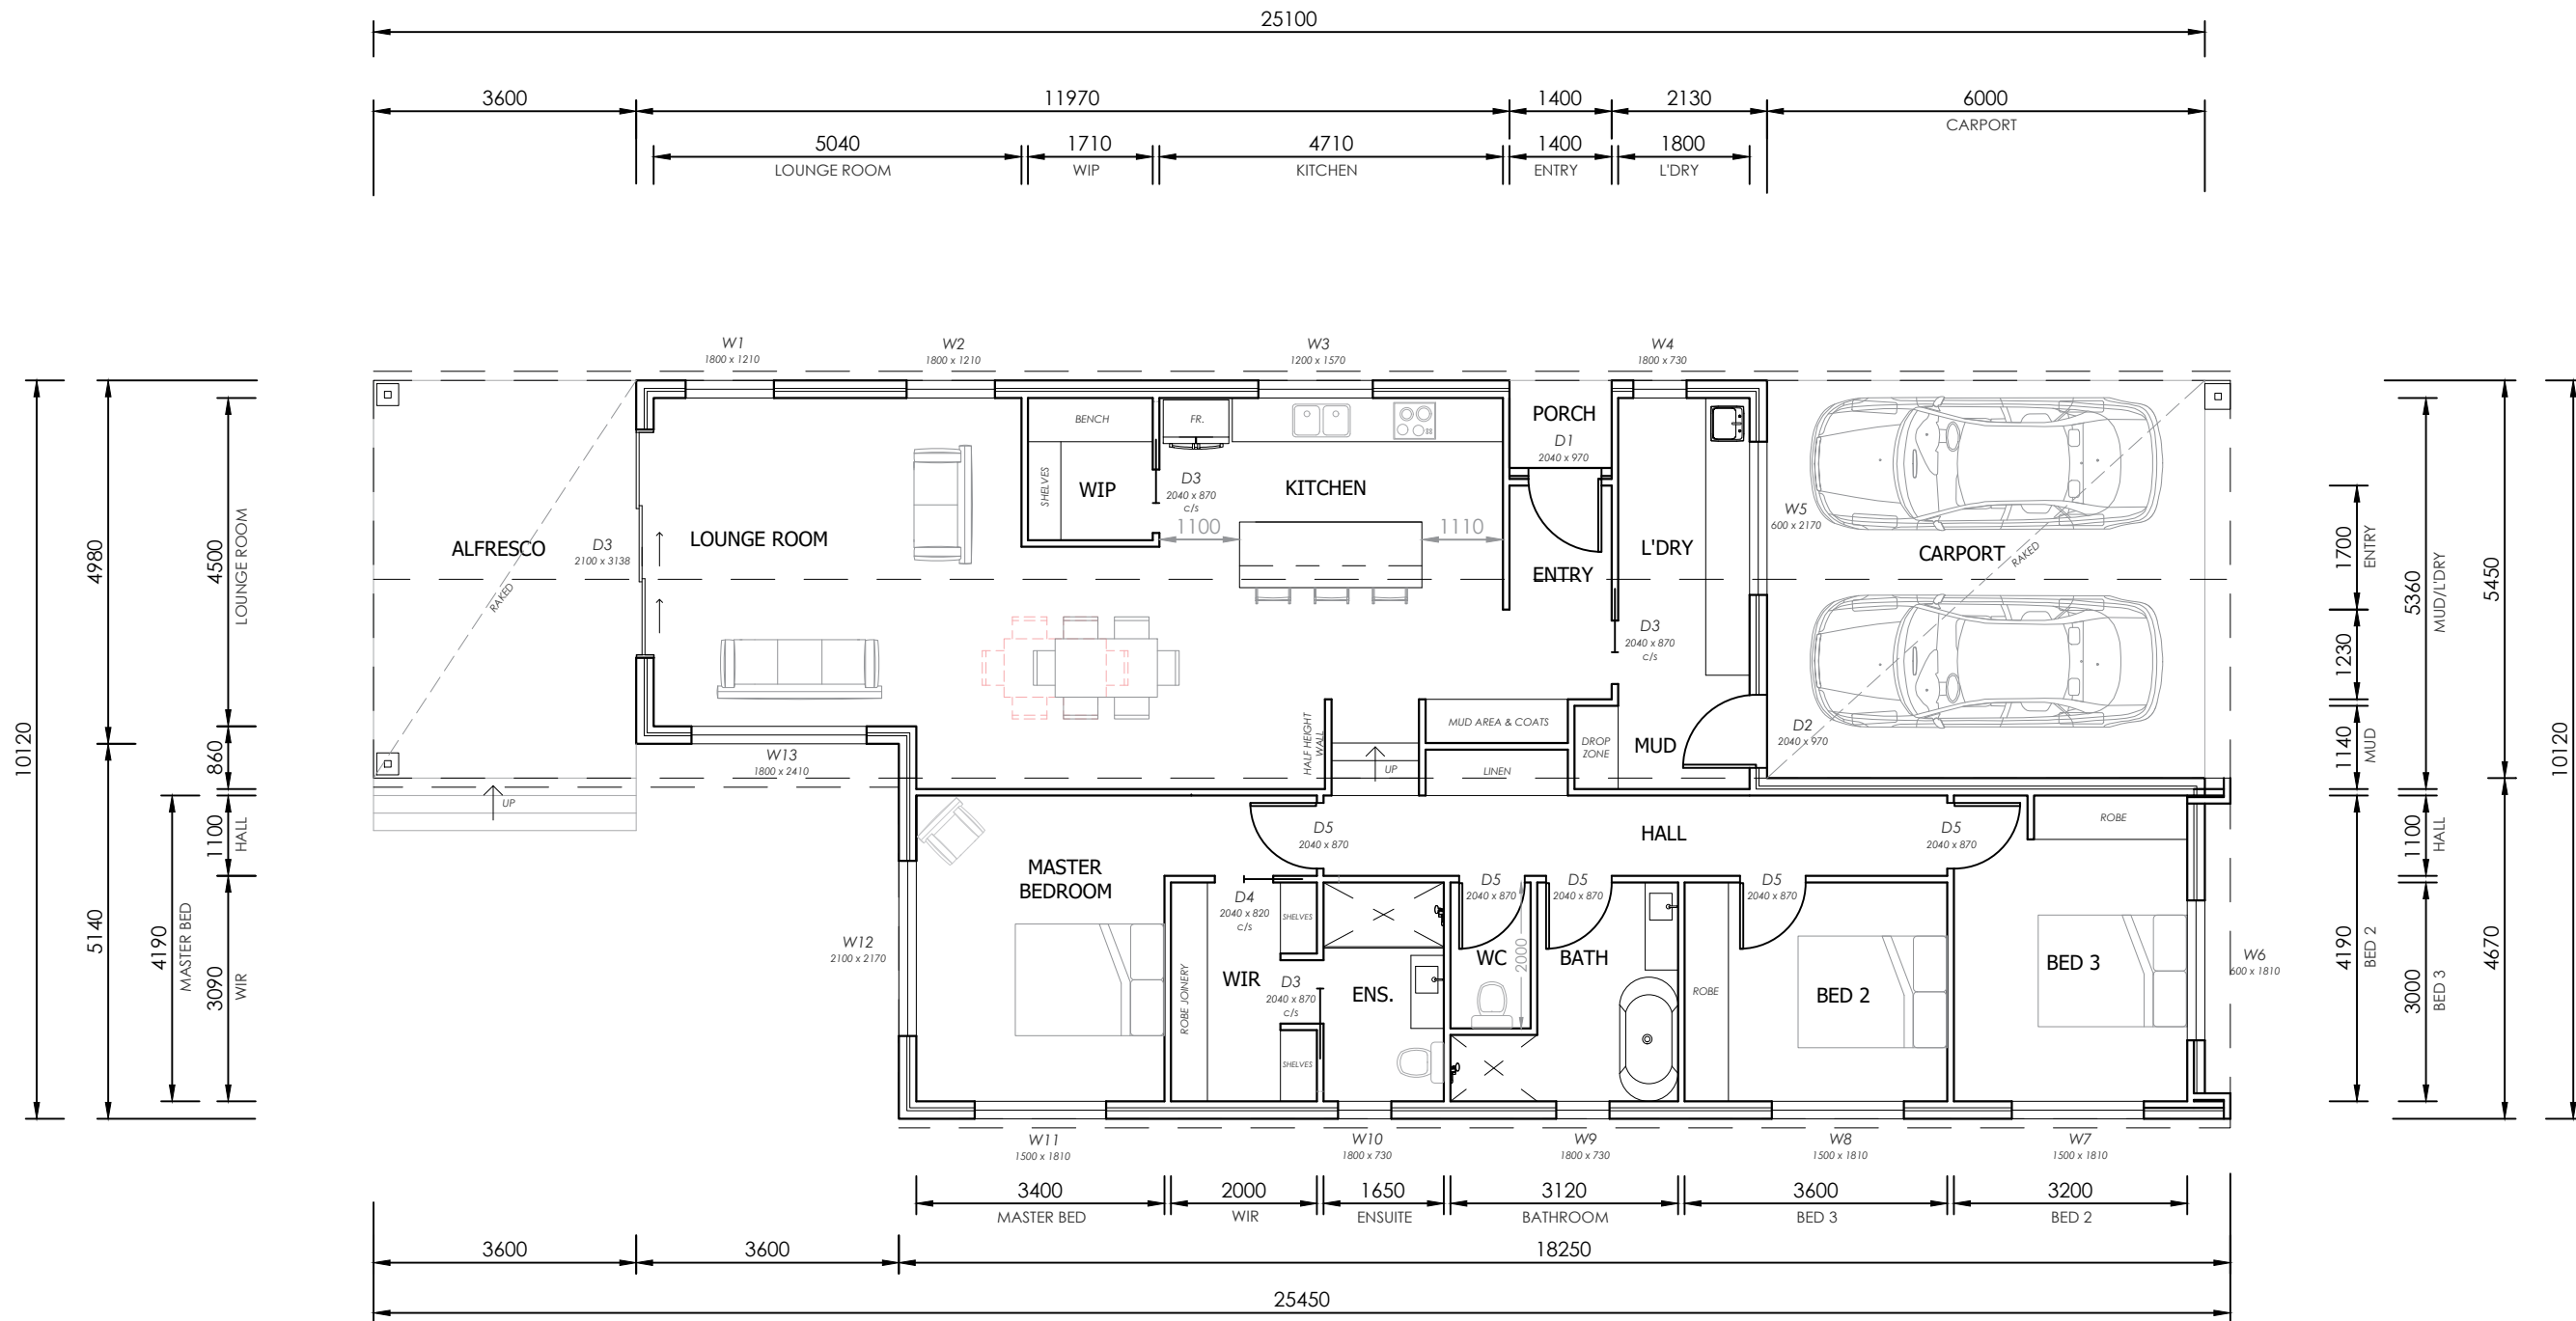 25100
3600
11970
1400
2130
6000
CARPORT
5040
1710
4710
1400
1800
LOUNGE ROOM
WIP
KITCHEN
ENTRY
L'DRY
W1
1800 x 1210
W2
1800 x 1210
W3
1200 x 1570
W4
1800 x 730
BENCH
FR.
PORCH
D1
2040 x 970
SHELVES
WIP
D3
2040 x 870
c/s
KITCHEN
1100
1110
W5
600 x 2170
ALFRESCO
D3
2100 x 3138
LOUNGE ROOM
L'DRY
CARPORT
RAKED
ENTRY
RAKED
D3
2040 x 870
c/s
MUD AREA & COATS
HALF HEIGHT
WALL
DROP
ZONE
MUD
D2
2040 x 970
W13
1800 x 2410
UP
LINEN
UP
D5
2040 x 870
HALL
D5
2040 x 870
ROBE
MASTER
BEDROOM
D4
2040 x 820
c/s
SHELVES
D5
2040 x 870
D5
2040 x 870
D5
2040 x 870
W12
2100 x 2170
ROBE JOINERY
WIR
D3
2040 x 870
c/s
ENS.
WC
2000
BATH
ROBE
BED 2
BED 3
W6
600 x 1810
SHELVES
W11
1500 x 1810
W10
1800 x 730
W9
1800 x 730
W8
1500 x 1810
W7
1500 x 1810
3400
2000
1650
3120
3600
3200
MASTER BED
WIR
ENSUITE
BATHROOM
BED 3
BED 2
3600
3600
18250
25450
10120
4980
5140
4500
LOUNGE ROOM
860
1100
HALL
4190
MASTER BED
3090
WIR
1700
ENTRY
1230
1140
MUD
5360
MUD/L'DRY
5450
10120
1100
HALL
4190
BED 2
3000
BED 3
4670